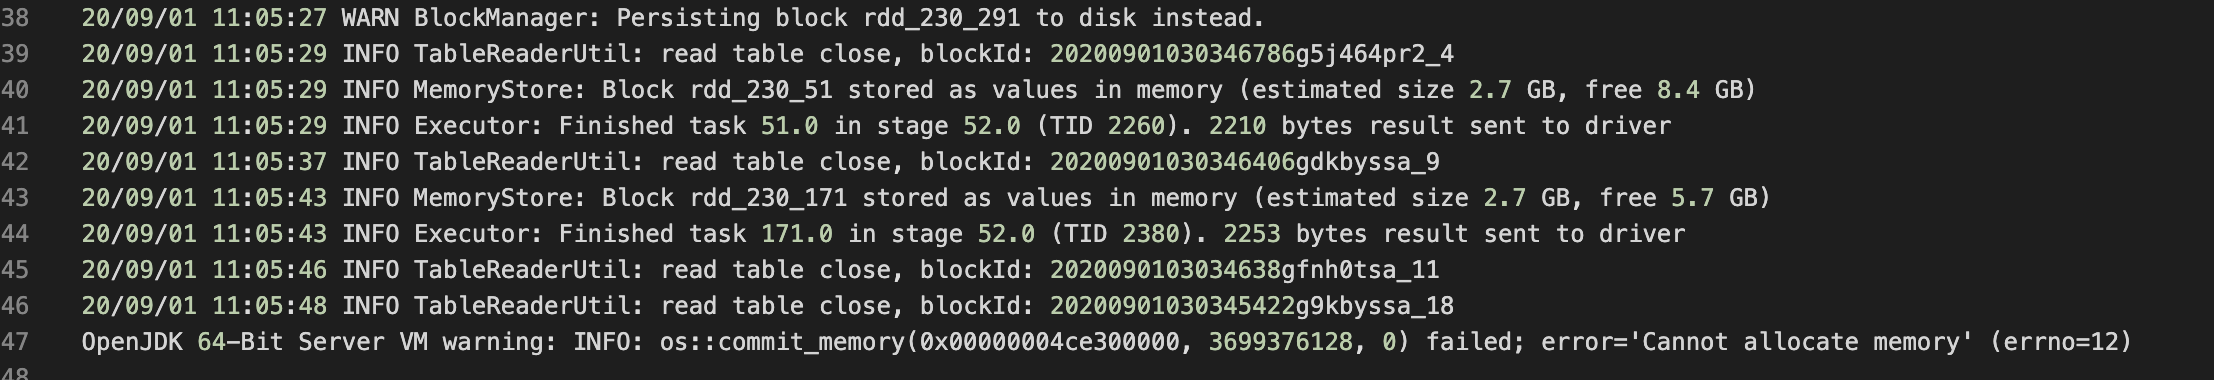 38 20/09/01 11:05:27 WARN BlockManager: Persisting block rdd_230_291 to disk instead.
39 20/09/01 11:05:29 INFO TableReaderUtil: read table close, blockId: 20200901030346786g5j464pr2_4
40 20/09/01 11:05:29 INFO MemoryStore: Block rdd_230_51 stored as values in memory (estimated size 2.7 GB, free 8.4 GB)
41 20/09/01 11:05:29 INFO Executor: Finished task 51.0 in stage 52.0 (TID 2260). 2210 bytes result sent to driver
42 20/09/01 11:05:37 INFO TableReaderUtil: read table close, blockId: 20200901030346406gdkbyssa_9
43 20/09/01 11:05:43 INFO MemoryStore: Block rdd_230_171 stored as values in memory (estimated size 2.7 GB, free 5.7 GB)
44 20/09/01 11:05:43 INFO Executor: Finished task 171.0 in stage 52.0 (TID 2380). 2253 bytes result sent to driver
45 20/09/01 11:05:46 INFO TableReaderUtil: read table close, blockId: 2020090103034638gfnh0tsa_11
46 20/09/01 11:05:48 INFO TableReaderUtil: read table close, blockId: 20200901030345422g9kbyssa_18
47 OpenJDK 64-Bit Server VM warning: INFO: os::commit_memory(0x00000004ce300000, 3699376128, 0) failed; error='Cannot allocate memory' (errno=12)
48